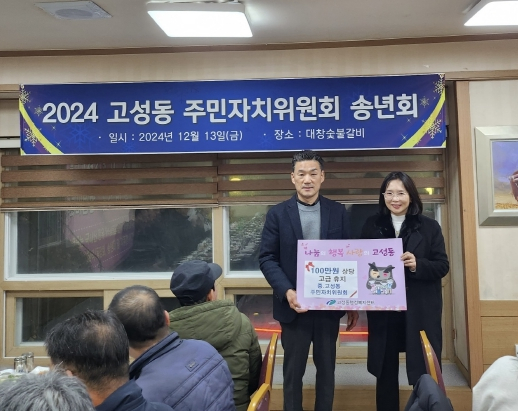 2024 고성동 주민자치위원회 송년회
· 일시 : 2024년 12월 13일(금) · 장소 : 대창숯불갈비
나눔과 행복 사랑의 고성동
100만원 상당
고급 휴지
증.고성동
주민자치위원회